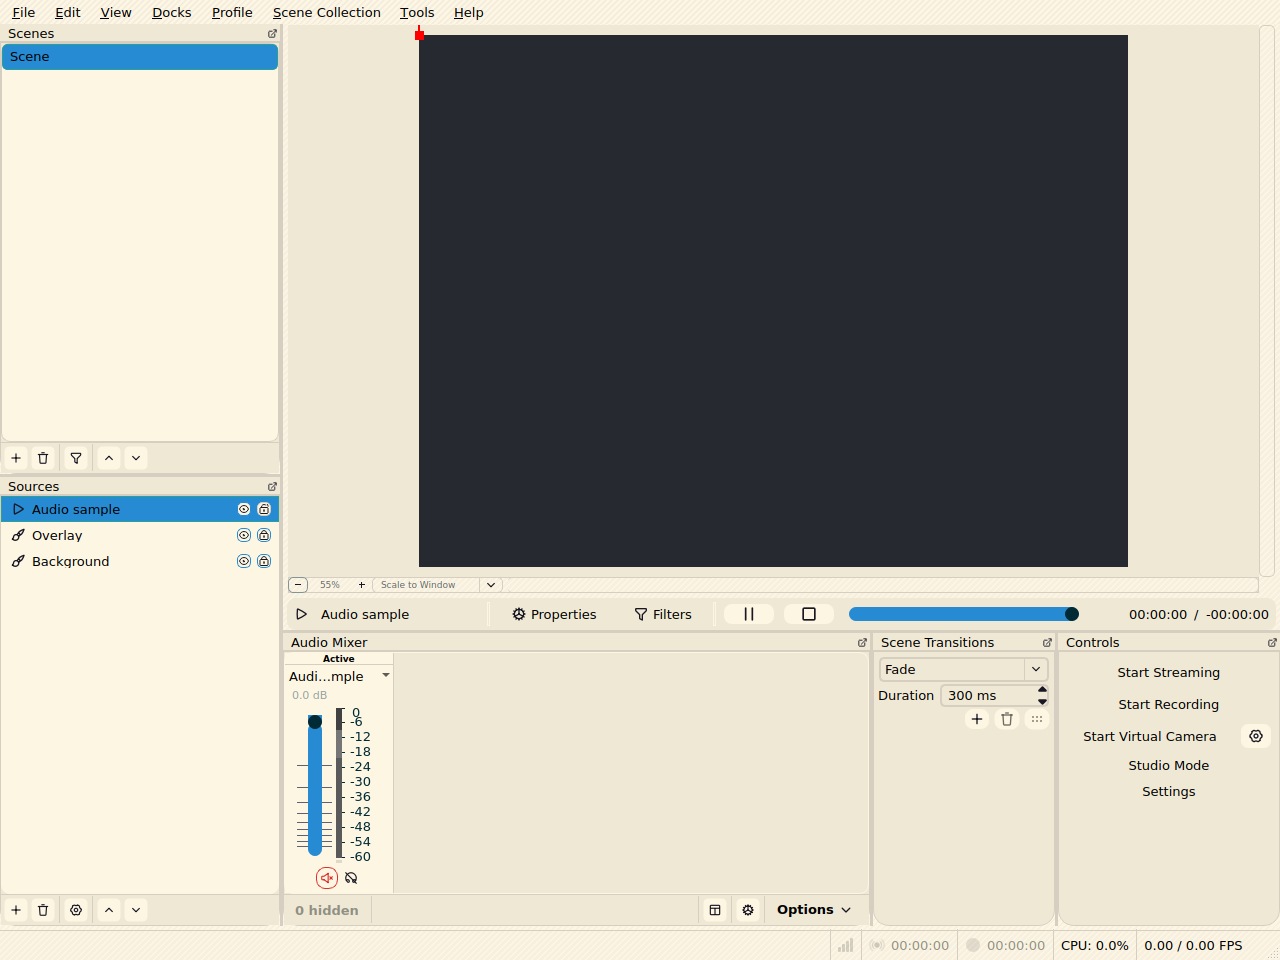 File Edit View Docks Profile Scene Collection Tools Help
Scenes
Scene
Sources
Audio sample
Overlay
Background
55% Scale to Window
Audio sample Properties Filters 00:00:00 / -00:00:00
Audio Mixer
Active
Audi...mple
0.0 dB
0
-6
-12
-18
-24
-30
-36
-42
-48
-54
-60
0 hidden Options
Scene Transitions
Fade
Duration 300 ms
Controls
Start Streaming
Start Recording
Start Virtual Camera
Studio Mode
Settings
00:00:00 00:00:00 CPU: 0.0% 0.00 / 0.00 FPS